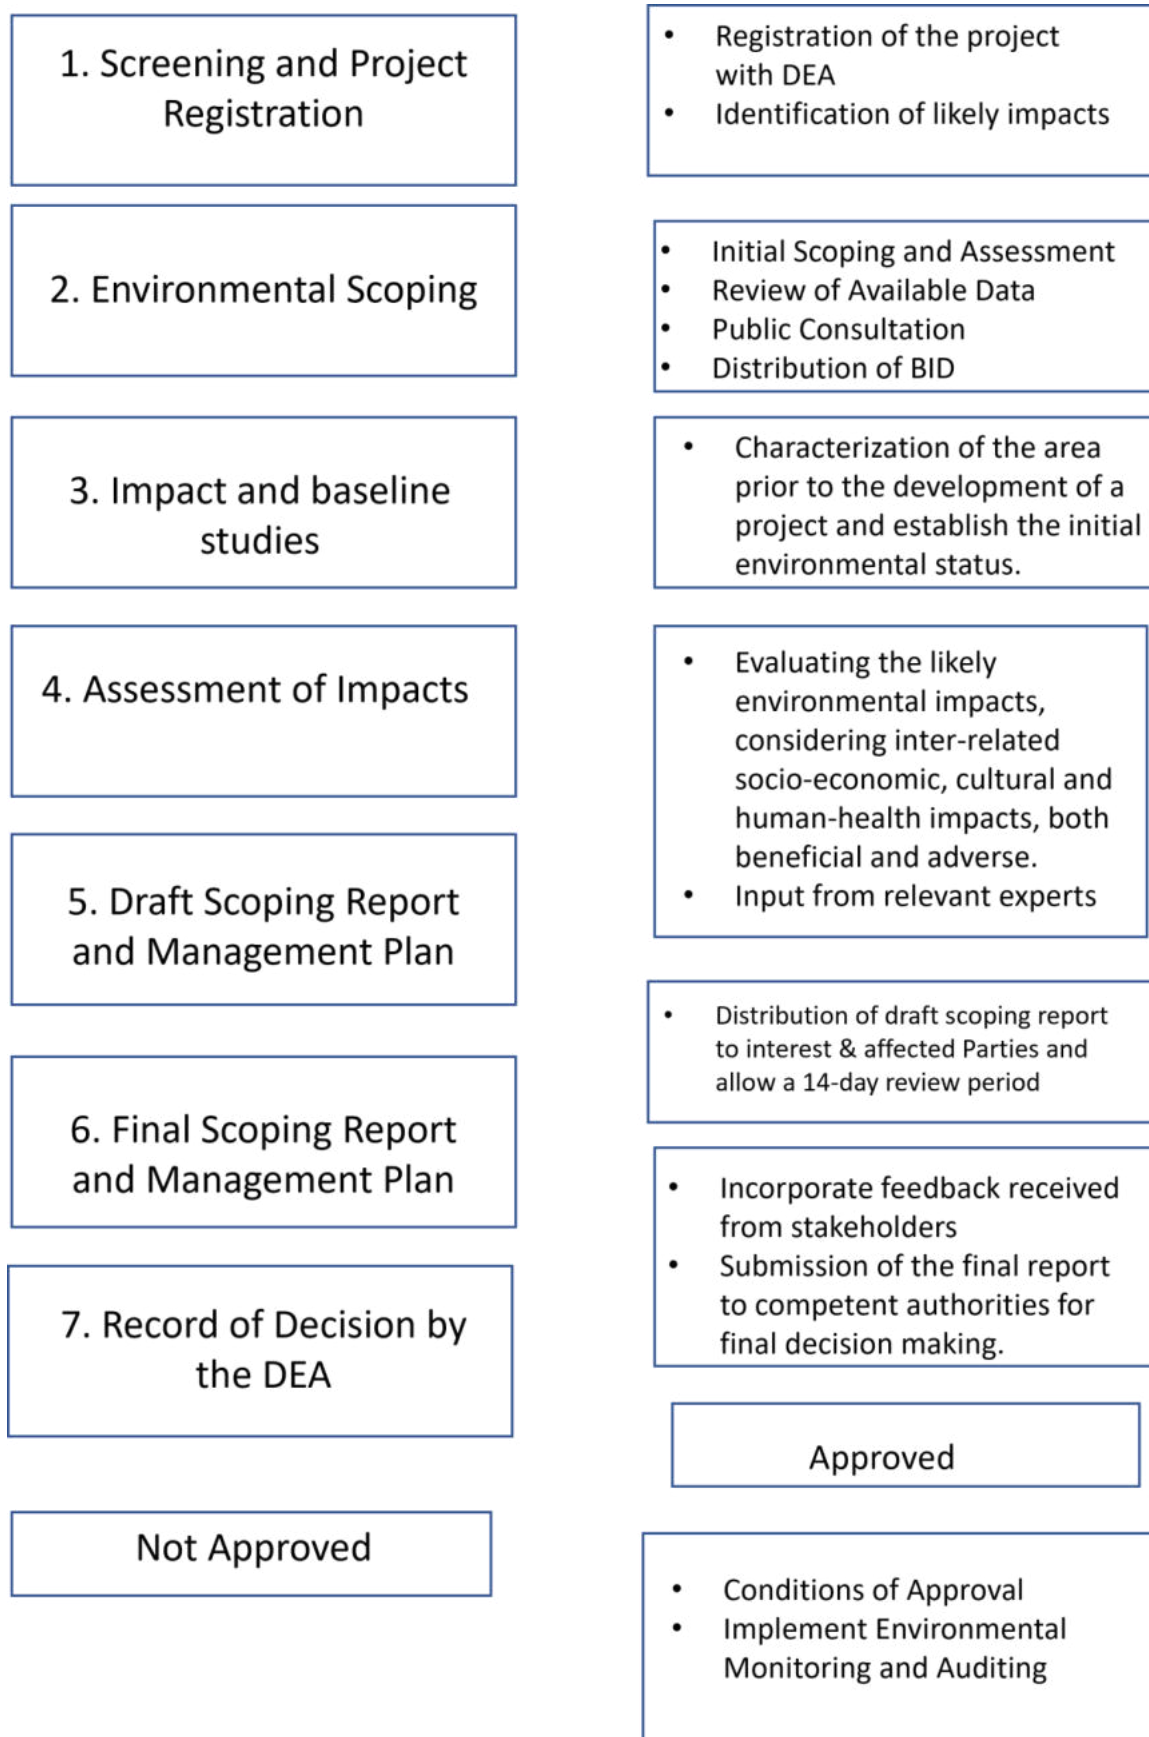 1. Screening and Project
Registration
• Registration of the project
with DEA
• Identification of likely impacts
2. Environmental Scoping
• Initial Scoping and Assessment
• Review of Available Data
• Public Consultation
• Distribution of BID
3. Impact and baseline
studies
• Characterization of the area
prior to the development of a
project and establish the initial
environmental status.
4. Assessment of Impacts
• Evaluating the likely
environmental impacts,
considering inter-related
socio-economic, cultural and
human-health impacts, both
beneficial and adverse.
• Input from relevant experts
5. Draft Scoping Report
and Management Plan
• Distribution of draft scoping report
to interest & affected Parties and
allow a 14-day review period
6. Final Scoping Report
and Management Plan
• Incorporate feedback received
from stakeholders
• Submission of the final report
to competent authorities for
final decision making.
7. Record of Decision by
the DEA
Approved
Not Approved
• Conditions of Approval
• Implement Environmental
Monitoring and Auditing